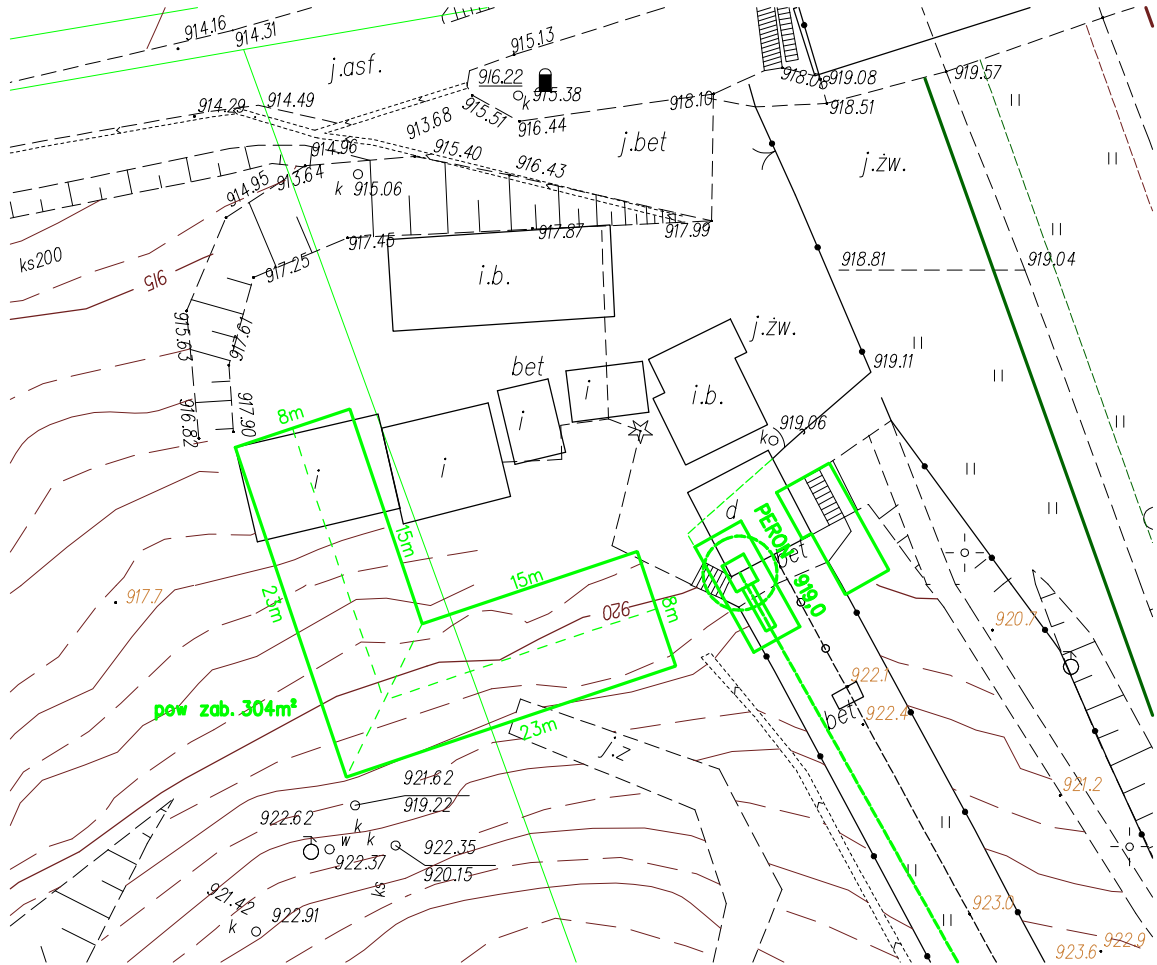 914.16
914.31
j.asf.
915.13
916.22
k
915.38
915.51
918.08
919.08
919.57
918.10
918.51
914.29
914.49
913.68
916.44
j.bet
j.żw.
914.96
915.40
916.43
913.64
914.95
k
915.06
ks200
917.45
917.87
917.99
918.81
919.04
915
917.25
i.b.
j.żw.
915.63
917.61
919.11
bet
i
i
i.b.
8m
916.82
917.90
k
919.06
i
i
d
PERON 919,0
bet
15m
15m
23m
8m
917.7
920
920.7
922.1
pow zab. 304m²
bet
922.4
23m
j.z
921.62
919.22
921.2
922.62
k
w
k
922.37
922.35
920.15
ks
921.42
k
922.91
923.0
922.9
923.6